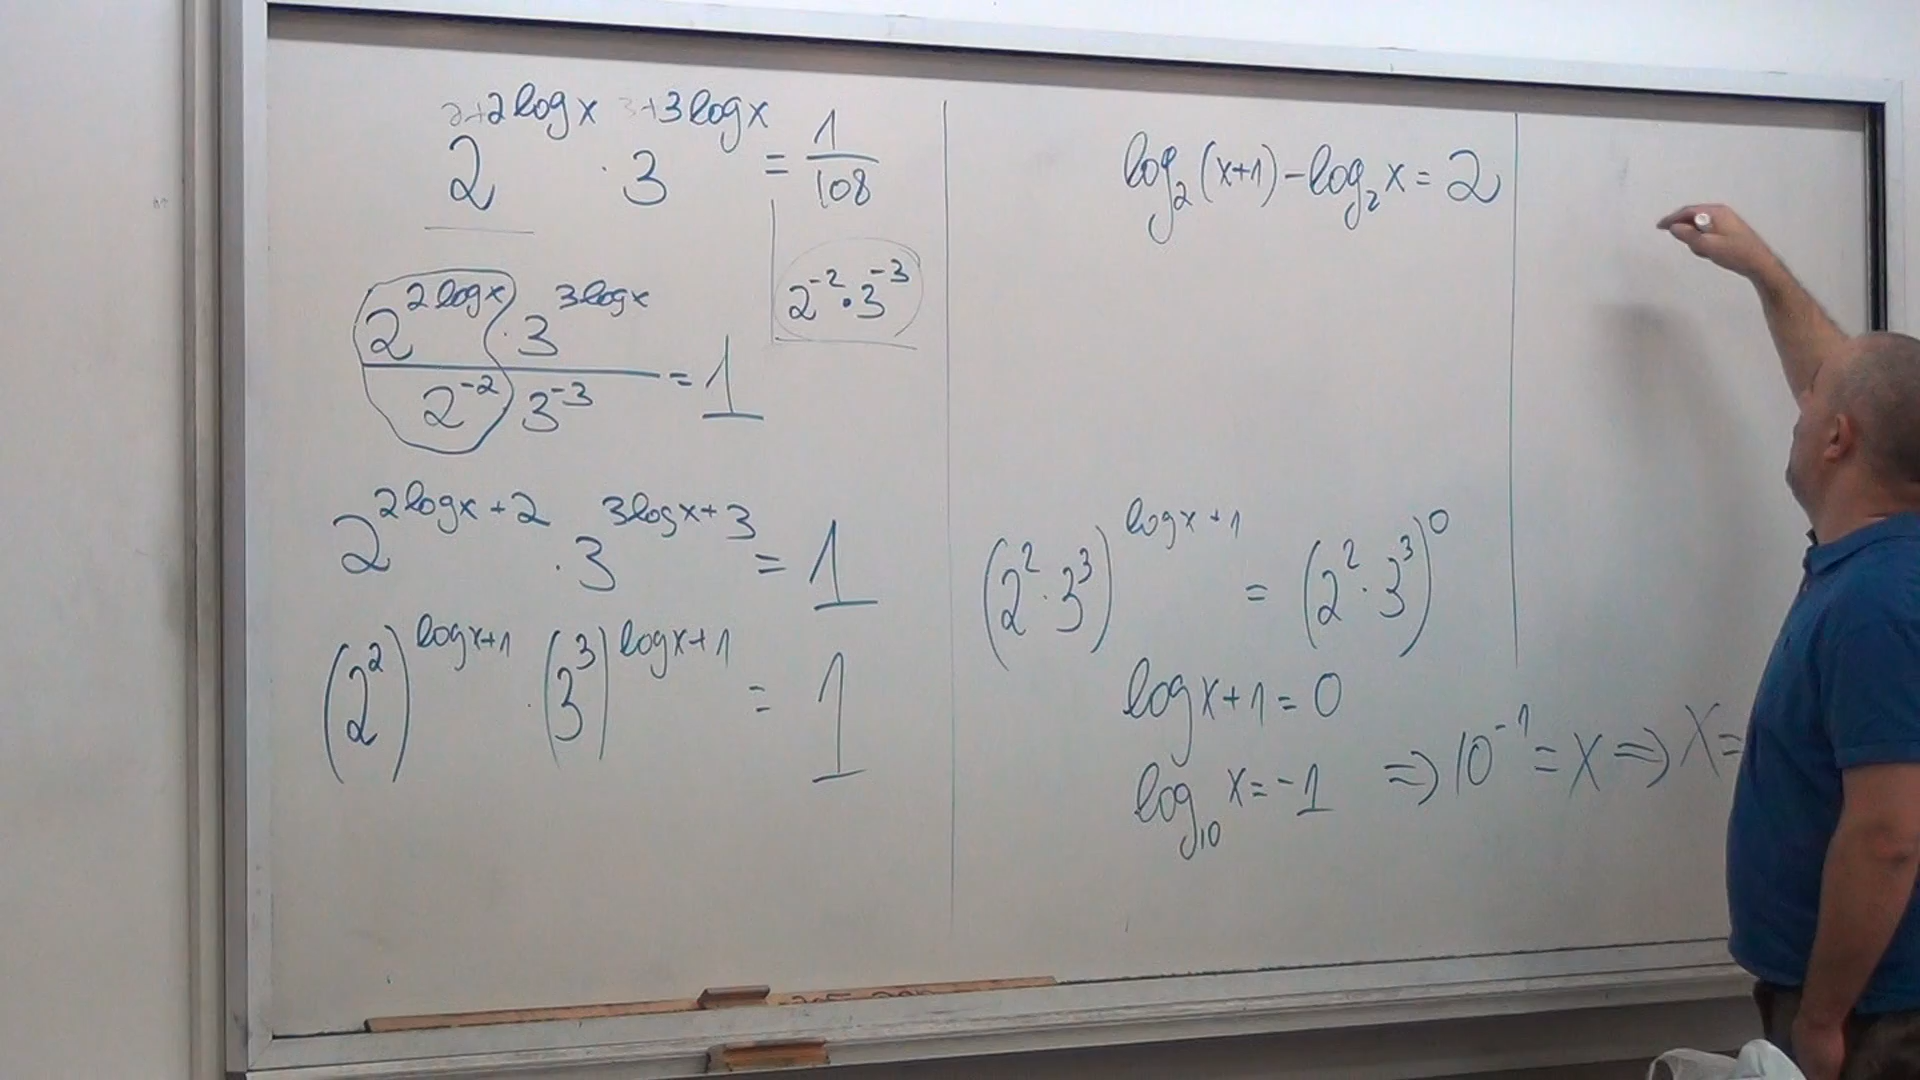 2^{2+2logx} · 3^{3+3logx} = 1/108
2^{-2} · 3^{-3}
(2^{2logx} · 3^{3logx}) / (2^{-2} 3^{-3}) = 1
2^{2logx+2} · 3^{3logx+3} = 1
(2^2)^{logx+1} · (3^3)^{logx+1} = 1
log_2 (x+1) - log_2 x = 2
(2^2 · 3^3)^{logx+1} = (2^2 · 3^3)^0
logx+1 = 0
log_{10} x = -1 ⇒ 10^{-1} = x ⇒ x =